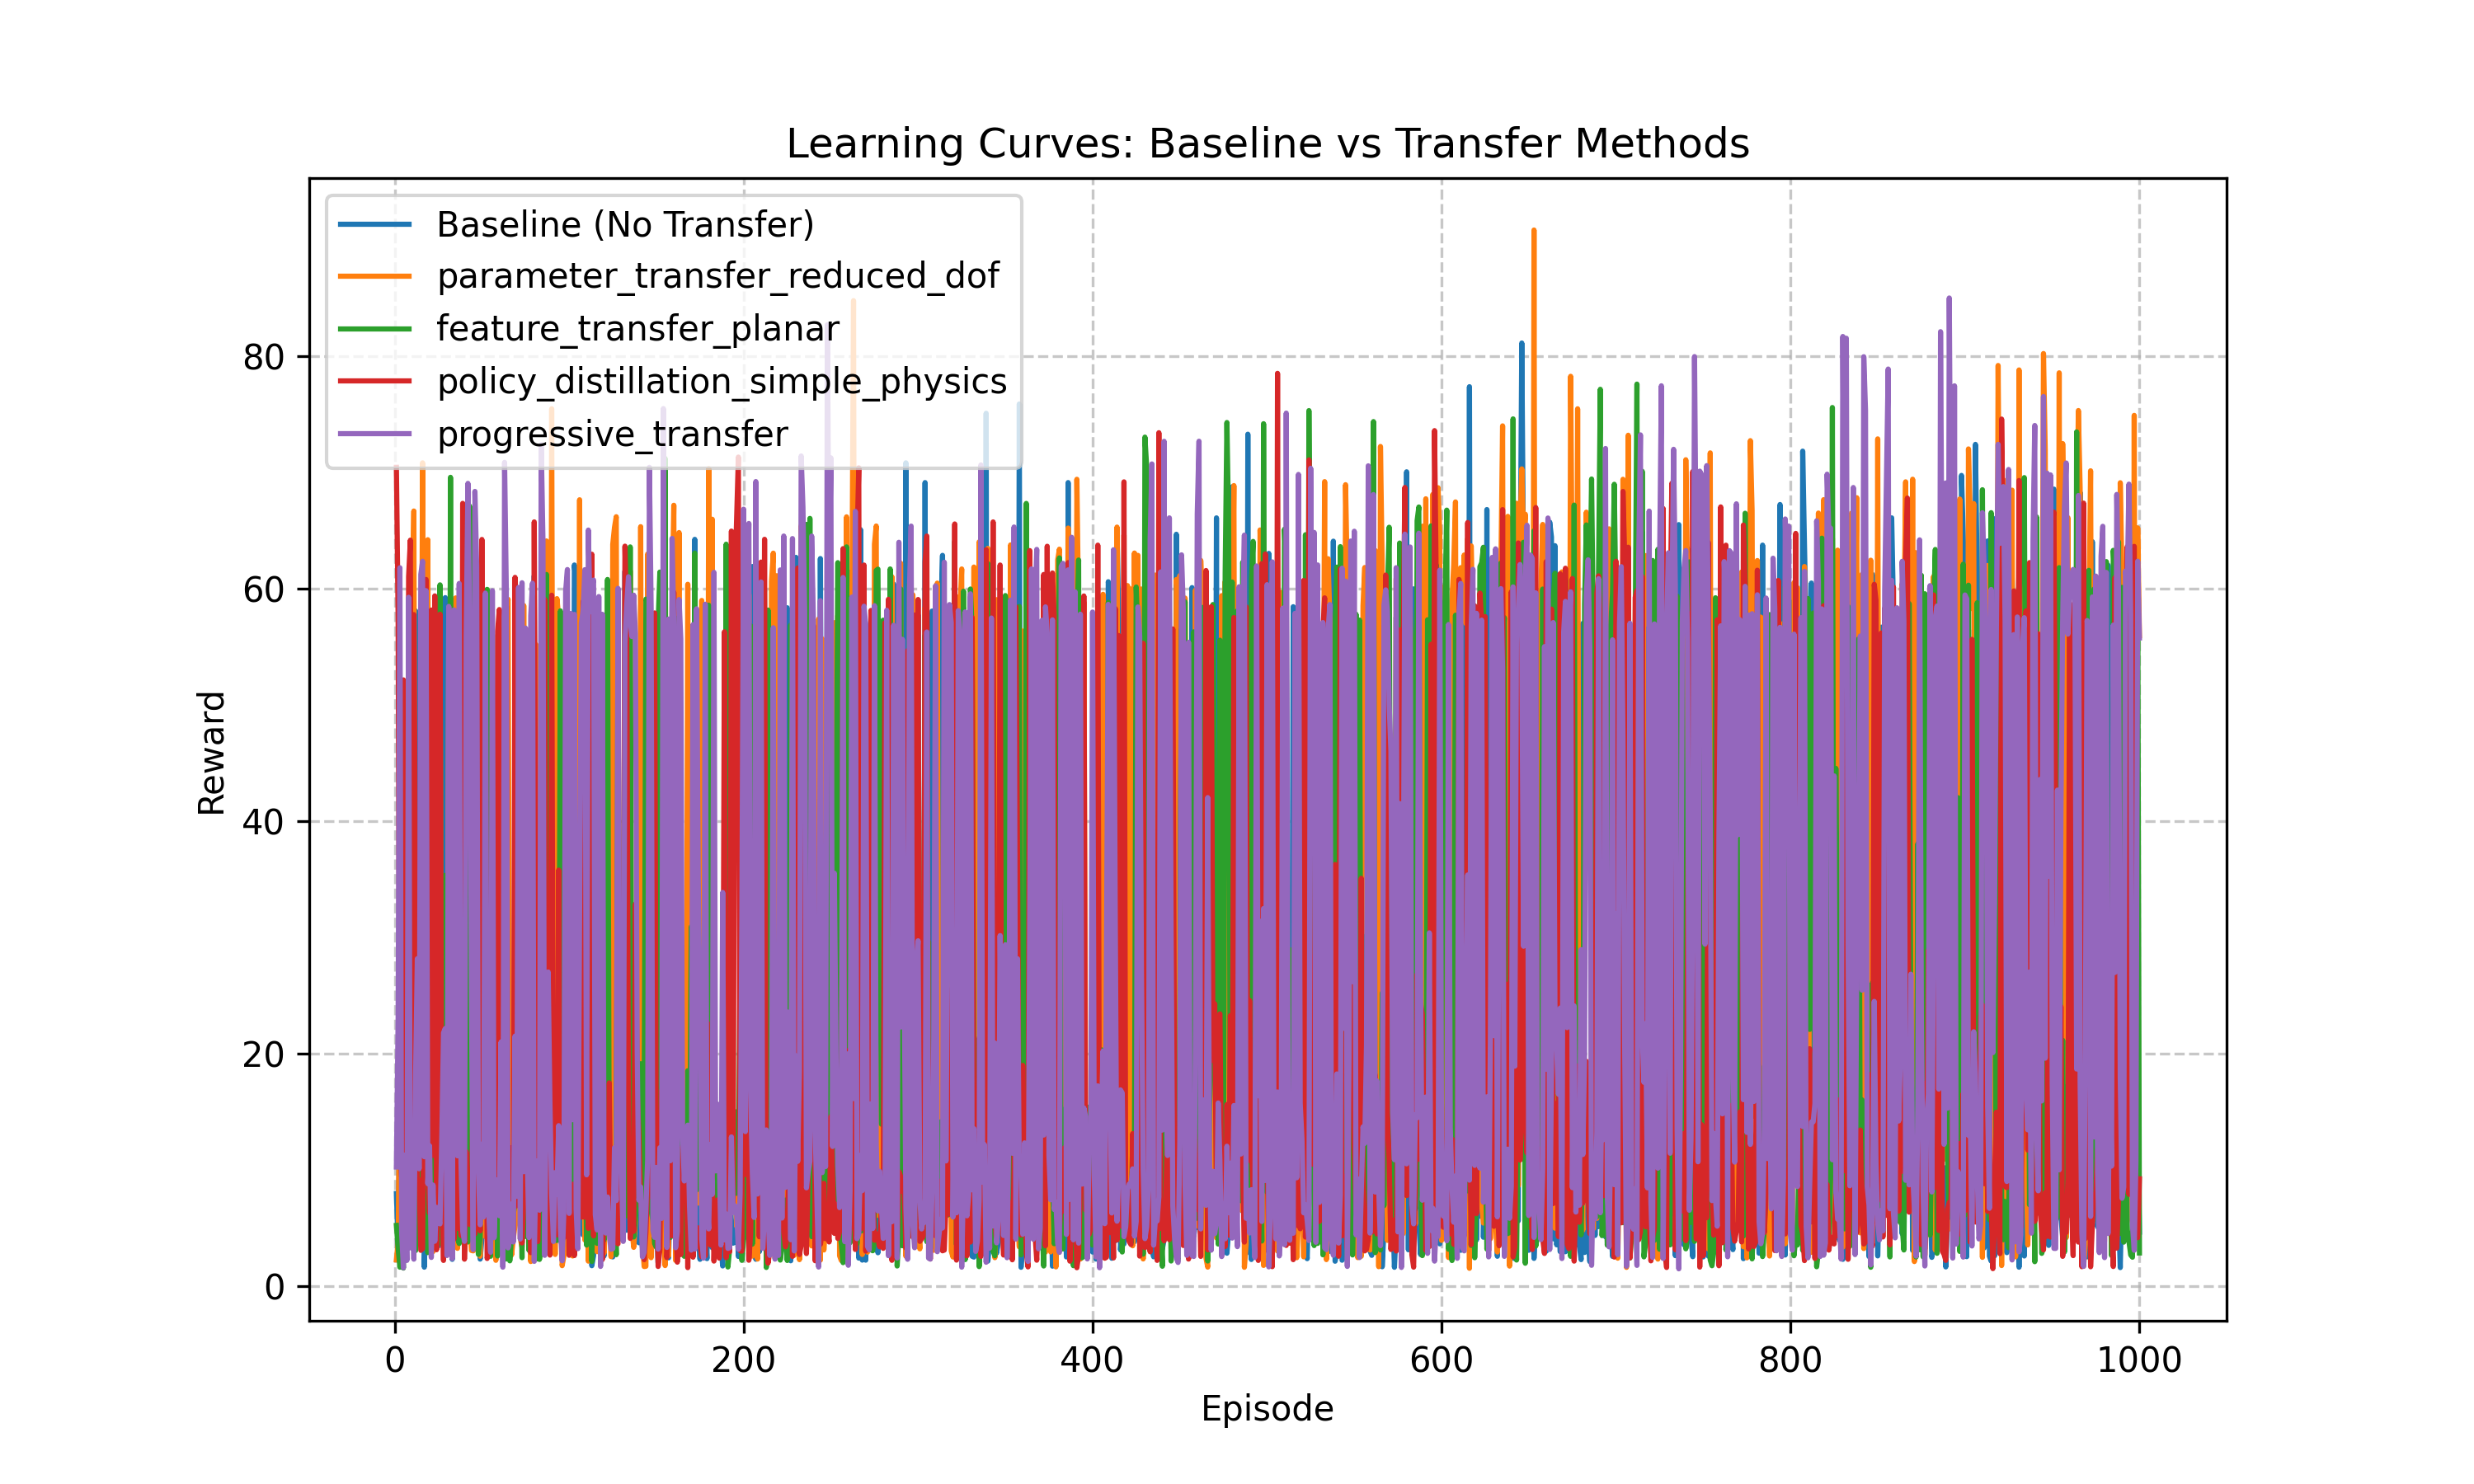 Learning Curves: Baseline vs Transfer Methods
Baseline (No Transfer)
parameter_transfer_reduced_dof
feature_transfer_planar
policy_distillation_simple_physics
progressive_transfer
80
60
40
20
0
Reward
0 200 400 600 800 1000
Episode